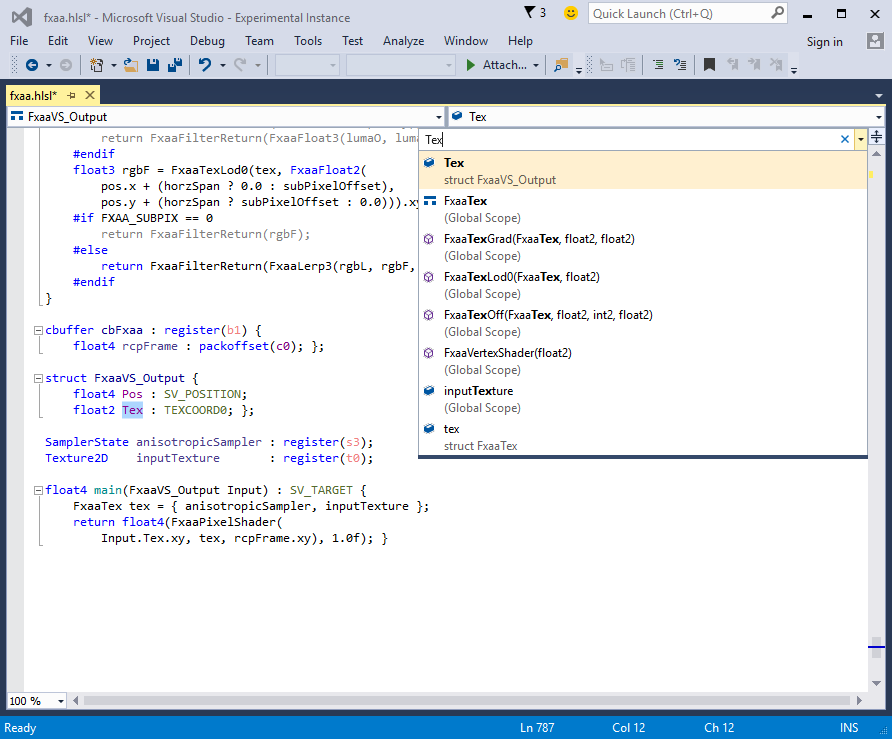 fxaa.hlsl* - Microsoft Visual Studio - Experimental Instance
3
Quick Launch (Ctrl+Q)
File Edit View Project Debug Team Tools Test Analyze Window Help
Sign in
Attach...
fxaa.hlsl*
FxaaVS_Output
Tex
return FxaaFilterReturn(FxaaFloat3(lumaO, luma
#endif
float3 rgbF = FxaaTexLod0(tex, FxaaFloat2(
pos.x + (horzSpan ? 0.0 : subPixelOffset),
pos.y + (horzSpan ? subPixelOffset : 0.0))).xy
#if FXAA_SUBPIX == 0
return FxaaFilterReturn(rgbF);
#else
return FxaaFilterReturn(FxaaLerp3(rgbL, rgbF,
#endif
}
cbuffer cbFxaa : register(b1) {
float4 rcpFrame : packoffset(c0); };
struct FxaaVS_Output {
float4 Pos : SV_POSITION;
float2 Tex : TEXCOORD0; };
SamplerState anisotropicSampler : register(s3);
Texture2D inputTexture : register(t0);
float4 main(FxaaVS_Output Input) : SV_TARGET {
FxaaTex tex = { anisotropicSampler, inputTexture };
return float4(FxaaPixelShader(
Input.Tex.xy, tex, rcpFrame.xy), 1.0f); }
Tex
Tex
struct FxaaVS_Output
FxaaTex
(Global Scope)
FxaaTexGrad(FxaaTex, float2, float2)
(Global Scope)
FxaaTexLod0(FxaaTex, float2)
(Global Scope)
FxaaTexOff(FxaaTex, float2, int2, float2)
(Global Scope)
FxaaVertexShader(float2)
(Global Scope)
inputTexture
(Global Scope)
tex
struct FxaaTex
100 %
Ready
Ln 787
Col 12
Ch 12
INS